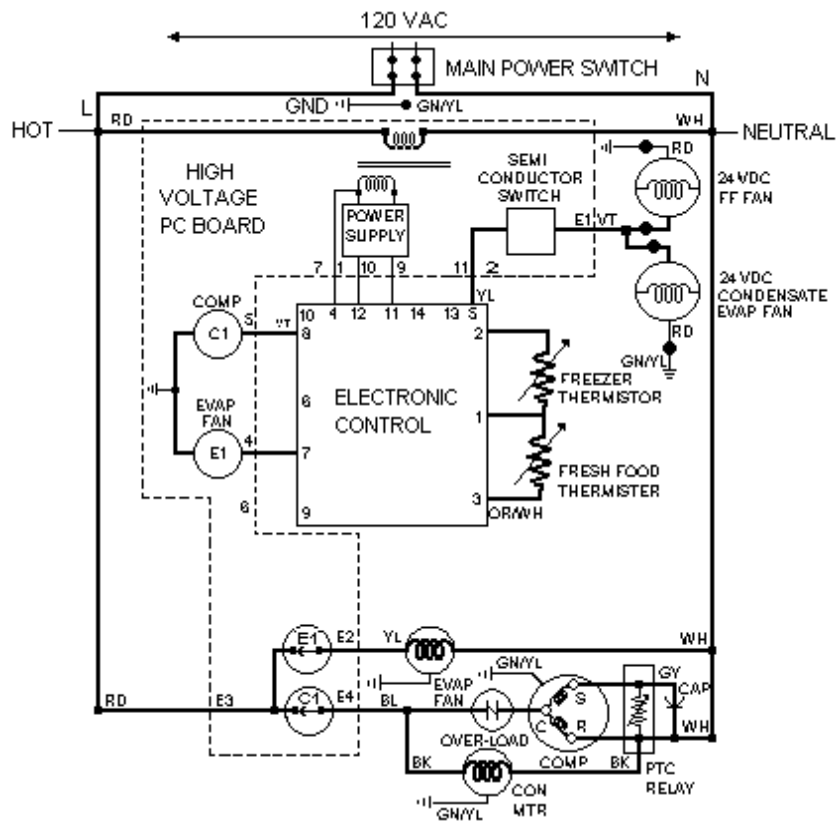 120 VAC
MAIN POWER SWITCH
N
L
GND
GN/YL
HOT
RD
WH
NEUTRAL
HIGH
VOLTAGE
PC BOARD
SEMI
CONDUCTOR
SWITCH
RD
24 VDC
FF FAN
POWER
SUPPLY
E1
VT
7 1 10 9 11 2
YL
24 VDC
CONDENSATE
EVAP FAN
RD
GN/YL
COMP
C1
S
VT
10 4 12 11 14 13 S
8
2
FREEZER
THERMISTOR
6
ELECTRONIC
CONTROL
1
EVAP
FAN
E1
4
7
FRESH FOOD
THERMISTER
3
OR/WH
6
9
E1
E2
YL
WH
EVAP
FAN
GN/YL
GY
CAP
RD
E3
C1
E4
BL
N
OVER-LOAD
C
S
R
COMP
WH
BK
CON
MTR
BK
PTC
RELAY
GN/YL